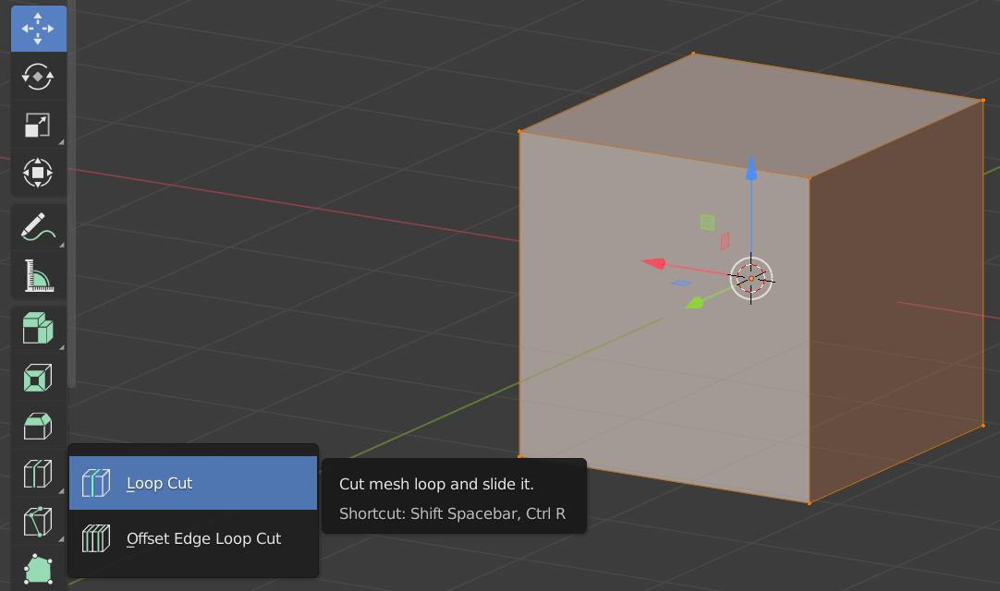 Loop Cut
Cut mesh loop and slide it.
Shortcut: Shift Spacebar, Ctrl R
Offset Edge Loop Cut